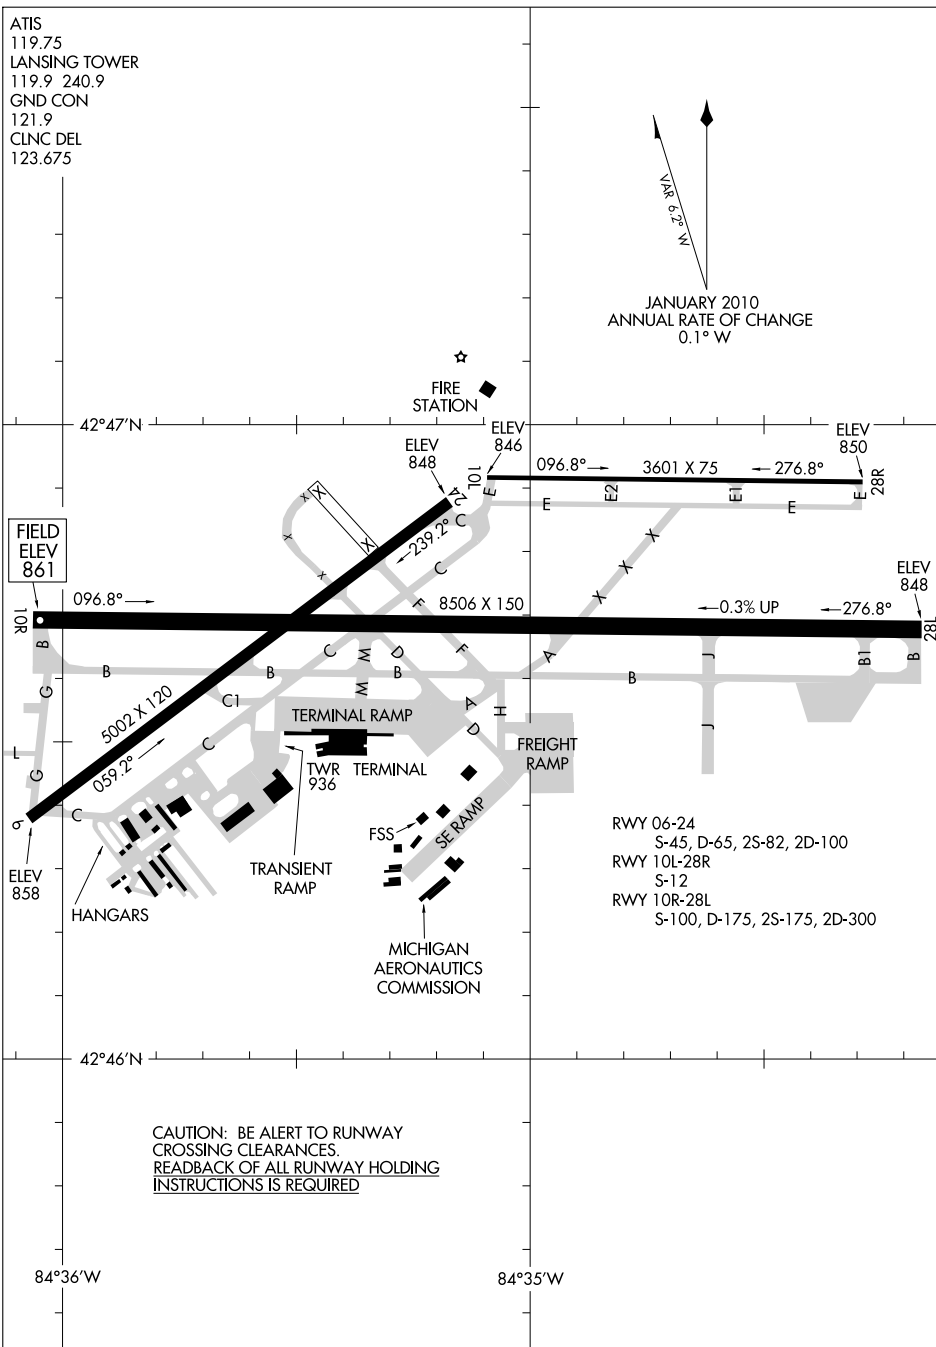 ATIS
119.75
LANSING TOWER
119.9 240.9
GND CON
121.9
CLNC DEL
123.675
VAR 6.2° W
JANUARY 2010
ANNUAL RATE OF CHANGE
0.1° W
FIRE
STATION
42°47'N
ELEV
846
ELEV
848
ELEV
850
10L
096.8°
3601 X 75
276.8°
28R
24
E
E
E2
E1
E
E
X
X
X
C
239.2°
C
X
X
X
X
X
FIELD
ELEV
861
ELEV
848
10R
096.8°
F
8506 X 150
0.3% UP
276.8°
28L
B
B
G
B
C
W
W
D
B
F
A
B
J
B1
B
C1
5002 X 120
TERMINAL RAMP
A
D
H
J
C
L
G
059.2°
C
6
TWR
936
TERMINAL
FREIGHT
RAMP
ELEV
858
HANGARS
TRANSIENT
RAMP
FSS
SE RAMP
RWY 06-24
S-45, D-65, 2S-82, 2D-100
RWY 10L-28R
S-12
RWY 10R-28L
S-100, D-175, 2S-175, 2D-300
MICHIGAN
AERONAUTICS
COMMISSION
42°46'N
CAUTION: BE ALERT TO RUNWAY
CROSSING CLEARANCES.
READBACK OF ALL RUNWAY HOLDING
INSTRUCTIONS IS REQUIRED
84°36'W
84°35'W